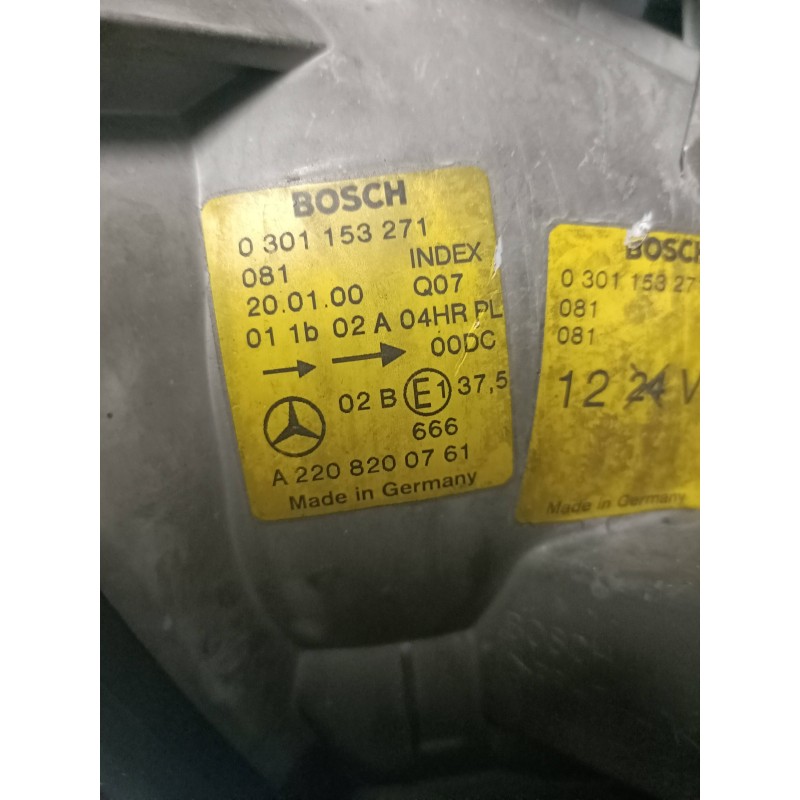 BOSCH
0 301 153 271
081 INDEX
20.01.00 Q07
01 1b 02 A 04HR PL
00DC
02 B E1 37,5
666
A 220 820 07 61
Made in Germany
BOSCH
0 301 153 27
081
081
12 24 V
Made in Germany